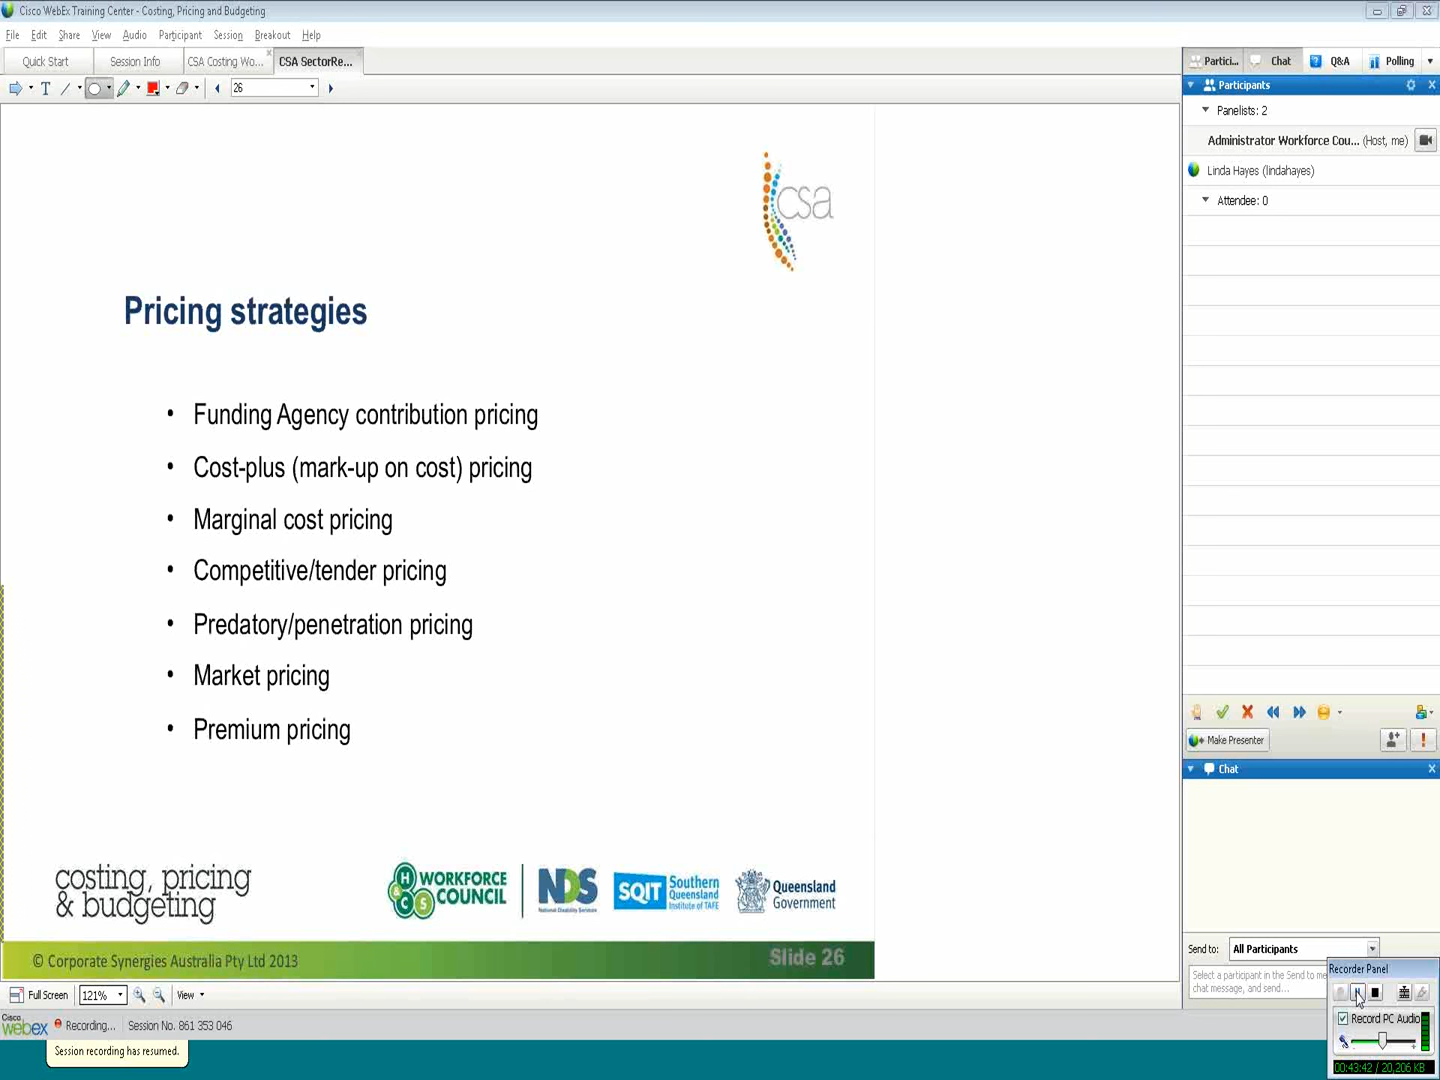 Cisco WebEx Training Center - Costing, Pricing and Budgeting
File Edit Share View Audio Participant Session Breakout Help
Quick Start Session Info CSA Costing Wo... CSA SectorRe...
Partici... Chat Q&A Polling
T 26
Participants
Panelists: 2
Administrator Workforce Cou... (Host, me)
Linda Hayes (lindahayes)
Attendee: 0
csa
Pricing strategies
• Funding Agency contribution pricing
• Cost-plus (mark-up on cost) pricing
• Marginal cost pricing
• Competitive/tender pricing
• Predatory/penetration pricing
• Market pricing
• Premium pricing
Make Presenter
Chat
costing, pricing
& budgeting
H & C S WORKFORCE
COUNCIL
NDS
National Disability Services
SQIT Southern
Queensland
Institute of TAFE
Queensland
Government
© Corporate Synergies Australia Pty Ltd 2013
Slide 26
Send to: All Participants
Select a participant in the Send to me
chat message, and send...
Recorder Panel
Record PC Audio
00:43:42 / 20,206 KB
Full Screen 121% View
Cisco
webex Recording... Session No. 861 353 046
Session recording has resumed.